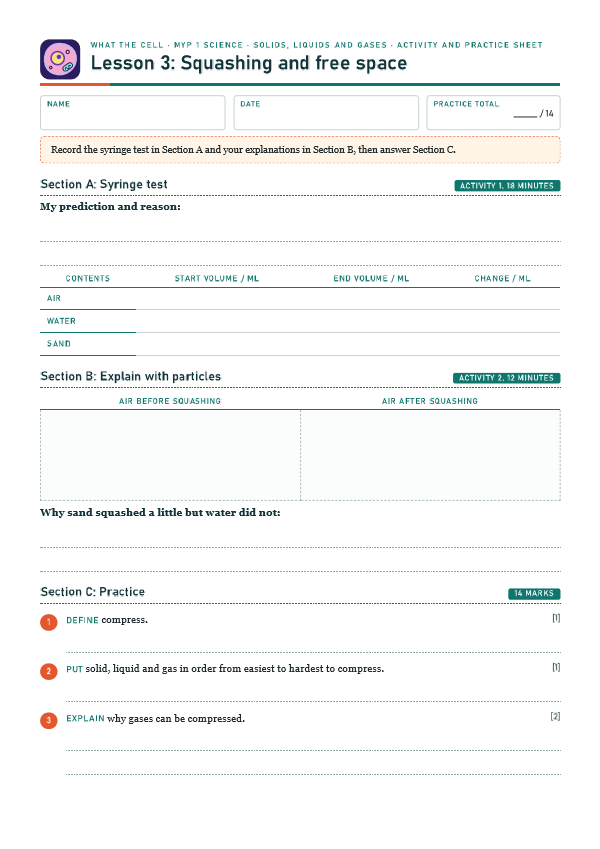 WHAT THE CELL · MYP 1 SCIENCE · SOLIDS, LIQUIDS AND GASES · ACTIVITY AND PRACTICE SHEET
Lesson 3: Squashing and free space
NAME
DATE
PRACTICE TOTAL
_____ / 14
Record the syringe test in Section A and your explanations in Section B, then answer Section C.
Section A: Syringe test
ACTIVITY 1, 18 MINUTES
My prediction and reason:
CONTENTS START VOLUME / ML END VOLUME / ML CHANGE / ML
AIR
WATER
SAND
Section B: Explain with particles
ACTIVITY 2, 12 MINUTES
AIR BEFORE SQUASHING AIR AFTER SQUASHING
Why sand squashed a little but water did not:
Section C: Practice
14 MARKS
1 DEFINE compress. [1]
2 PUT solid, liquid and gas in order from easiest to hardest to compress. [1]
3 EXPLAIN why gases can be compressed. [2]